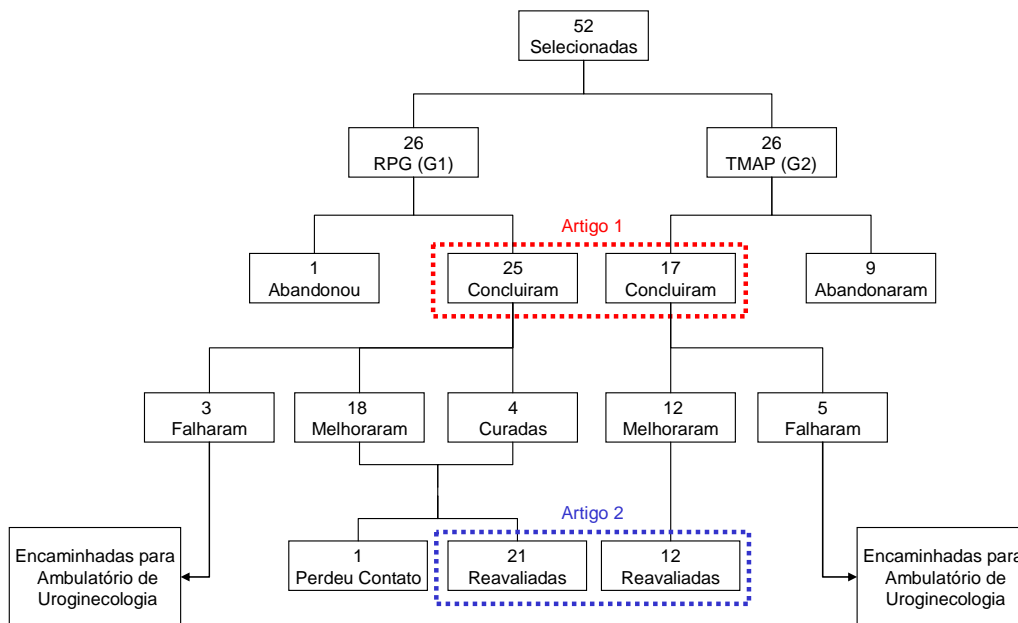 52
Selecionadas
26
RPG (G1)
26
TMAP (G2)
Artigo 1
1
Abandonou
25
Concluiram
17
Concluiram
9
Abandonaram
3
Falharam
18
Melhoraram
4
Curadas
12
Melhoraram
5
Falharam
Artigo 2
Encaminhadas para
Ambulatório de
Uroginecologia
1
Perdeu Contato
21
Reavaliadas
12
Reavaliadas
Encaminhadas para
Ambulatório de
Uroginecologia